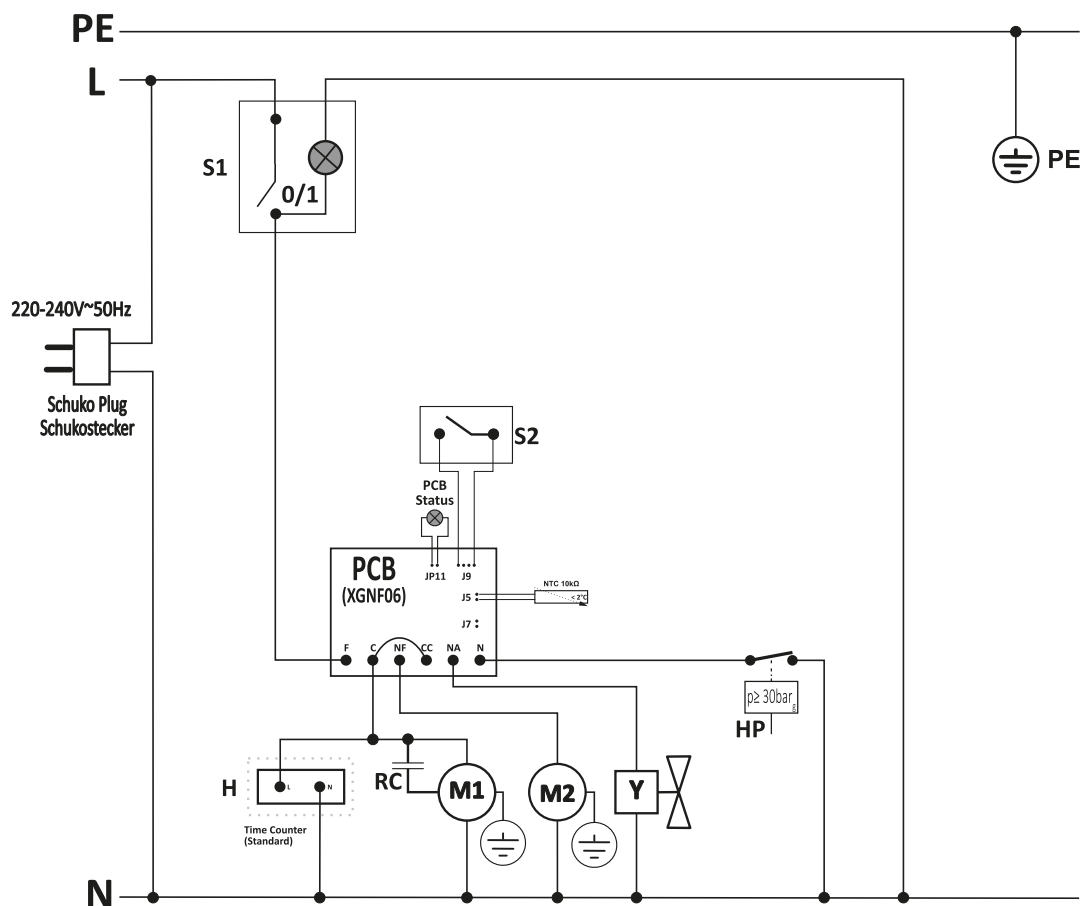 PE
L
S1
0/1
PE
220-240V~50Hz
Schuko Plug
Schukostecker
S2
PCB
Status
PCB
(XGNF06)
JP11
J9
NTC 10kΩ
< 2°C
J5
J7
F
C
NF
CC
NA
N
p≥ 30bar
HP
H
L
N
RC
M1
M2
Y
Time Counter
(Standard)
N